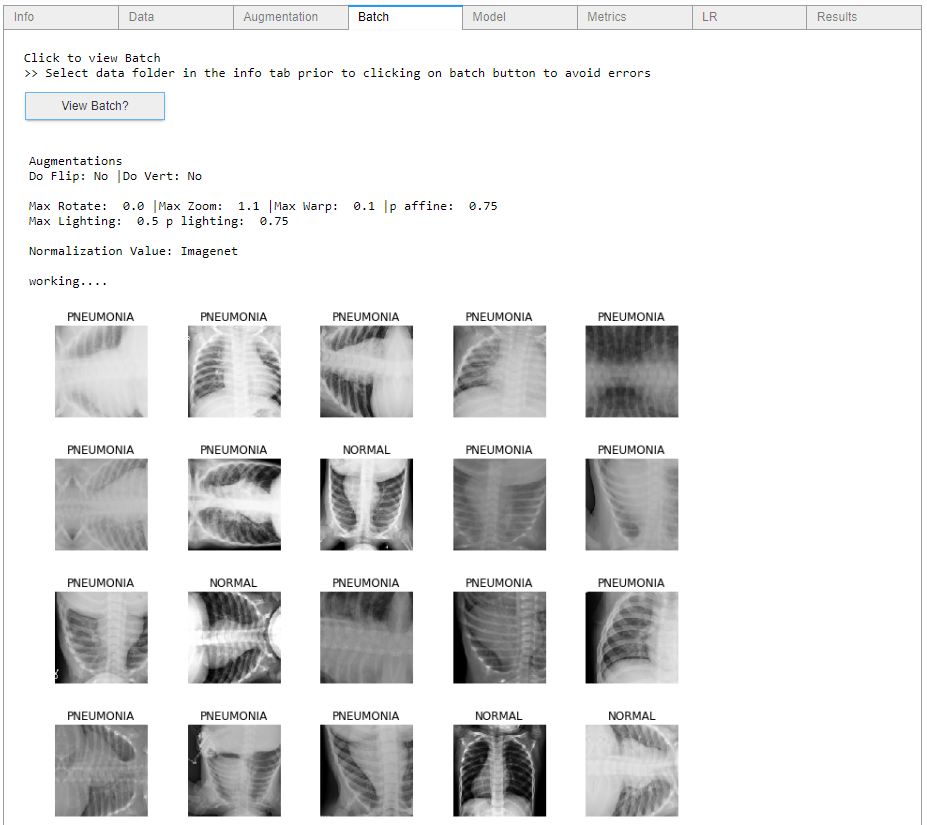 Info Data Augmentation Batch Model Metrics LR Results
Click to view Batch
>> Select data folder in the info tab prior to clicking on batch button to avoid errors
View Batch?
Augmentations
Do Flip: No |Do Vert: No
Max Rotate:  0.0 |Max Zoom:  1.1 |Max Warp:  0.1 |p affine:  0.75
Max Lighting:  0.5 p lighting:  0.75
Normalization Value: Imagenet
working....
PNEUMONIA PNEUMONIA PNEUMONIA PNEUMONIA PNEUMONIA
PNEUMONIA PNEUMONIA NORMAL PNEUMONIA PNEUMONIA
PNEUMONIA NORMAL PNEUMONIA PNEUMONIA PNEUMONIA
PNEUMONIA PNEUMONIA PNEUMONIA NORMAL NORMAL